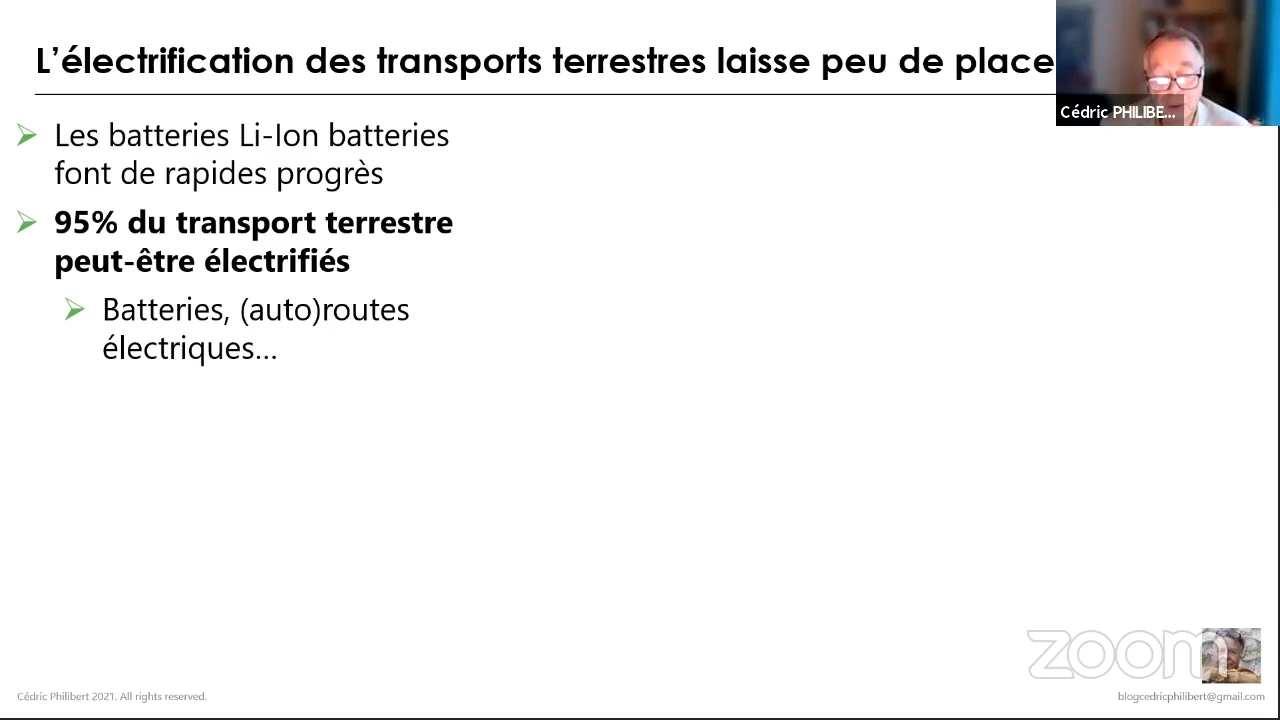 L’électrification des transports terrestres laisse peu de place
Cédric PHILIBE...
Les batteries Li-Ion batteries
font de rapides progrès
95% du transport terrestre
peut-être électrifiés
Batteries, (auto)routes
électriques…
zoom
Cédric Philibert 2021. All rights reserved.
blogcedricphilibert@gmail.com